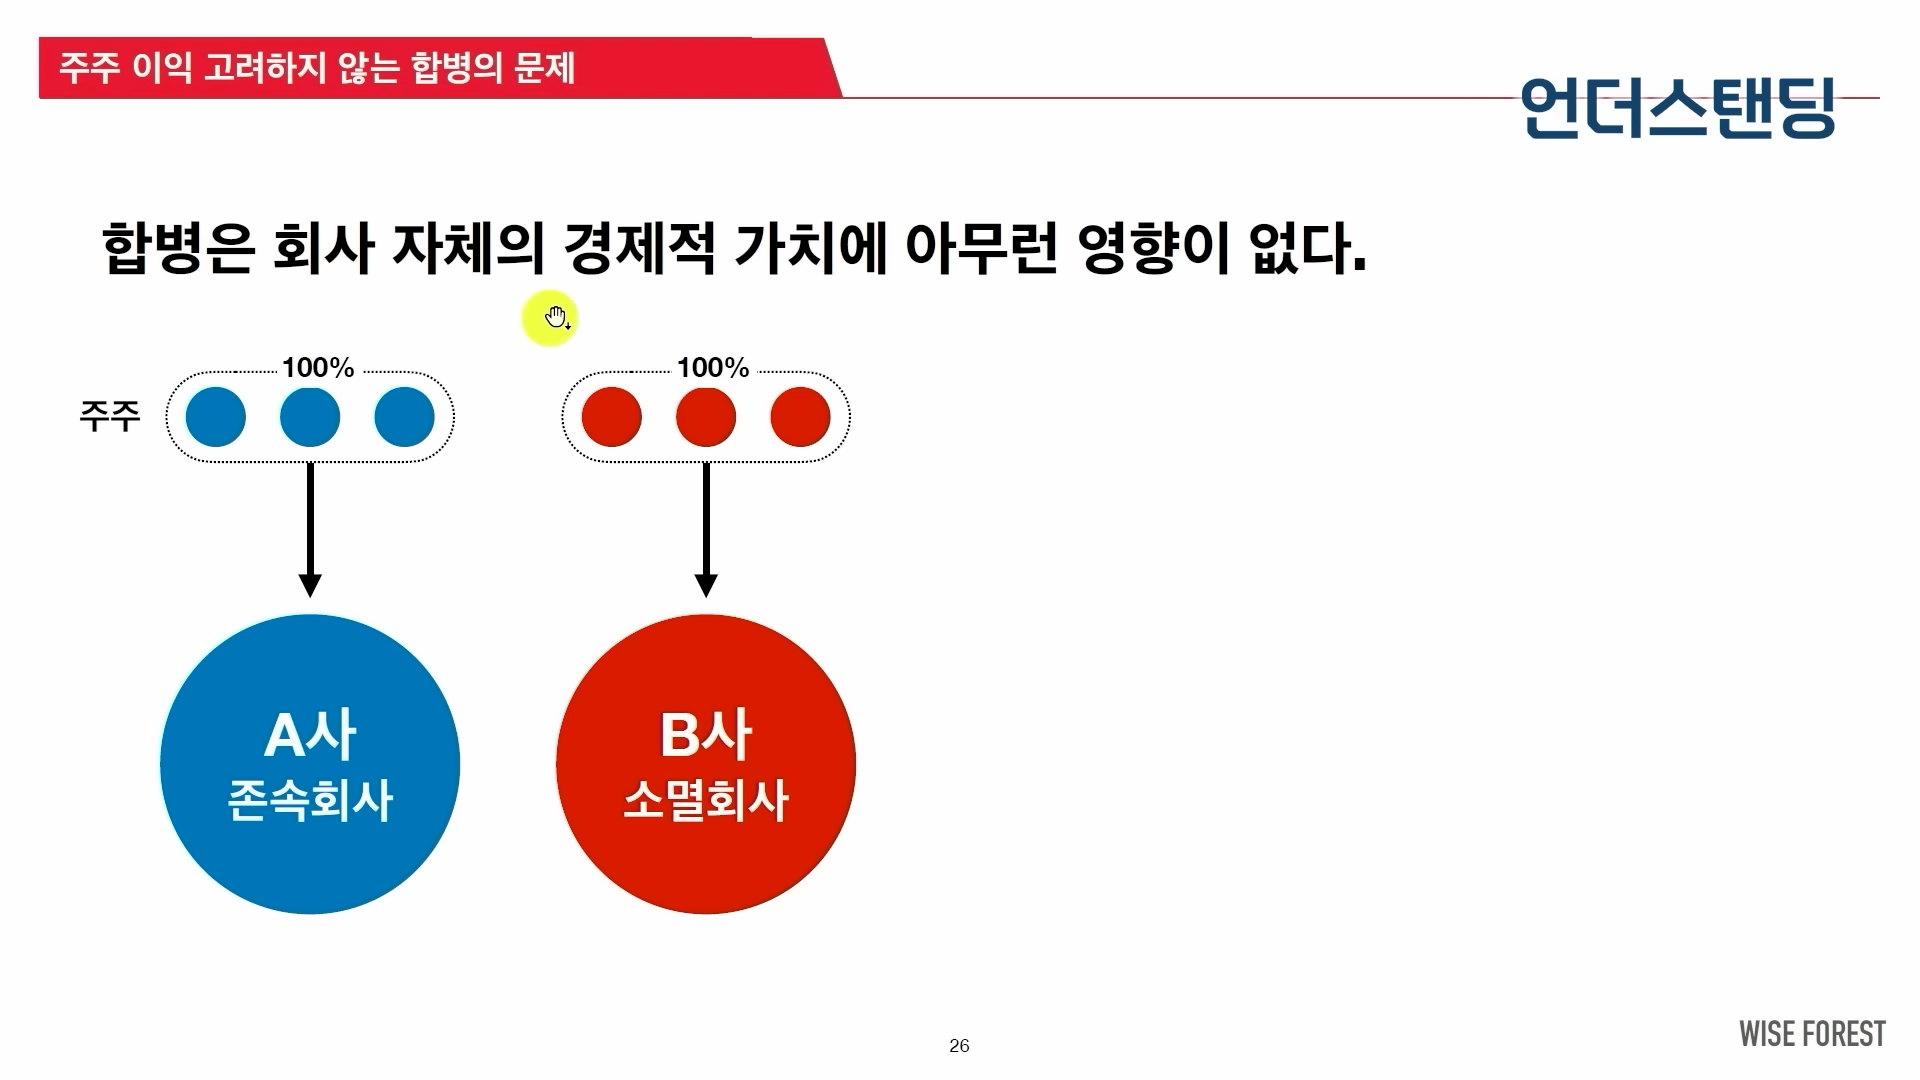 주주 이익 고려하지 않는 합병의 문제
언더스탠딩
합병은 회사 자체의 경제적 가치에 아무런 영향이 없다.
100%
100%
주주
A사
존속회사
B사
소멸회사
26
WISE FOREST